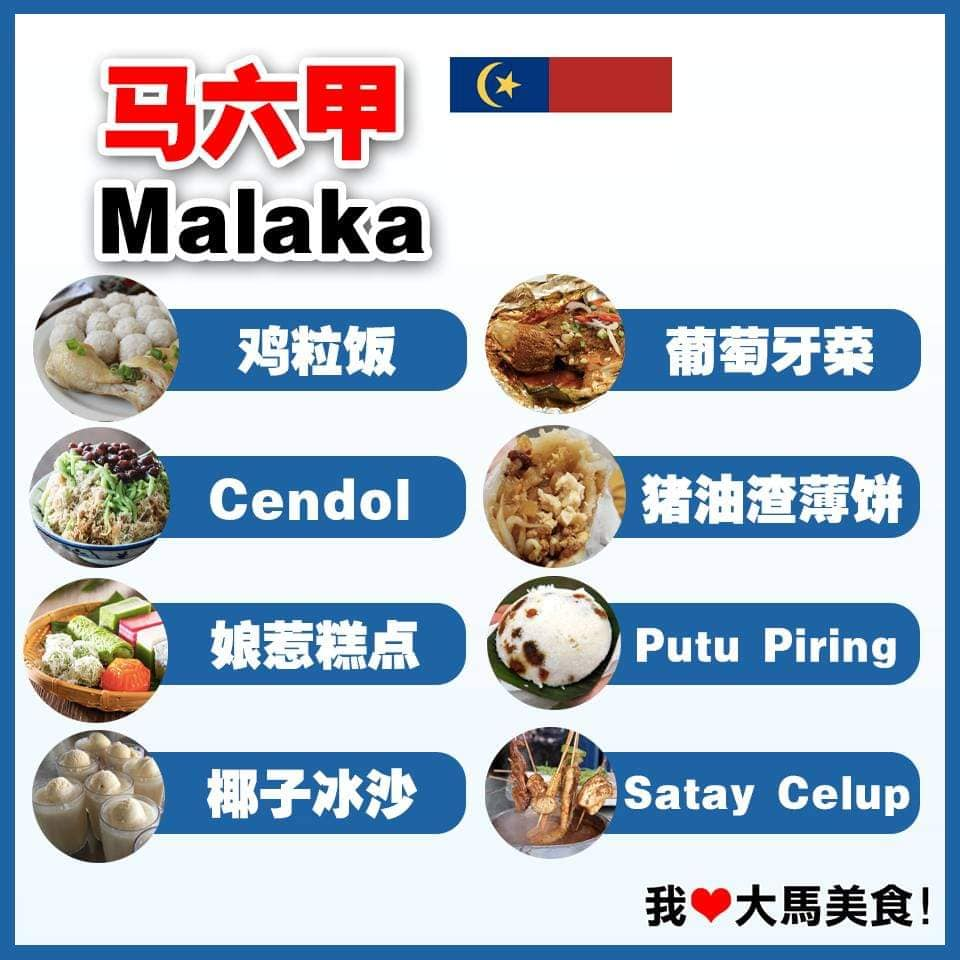 马六甲
Malaka
鸡粒饭
葡萄牙菜
Cendol
猪油渣薄饼
娘惹糕点
Putu Piring
椰子冰沙
Satay Celup
我❤大馬美食!